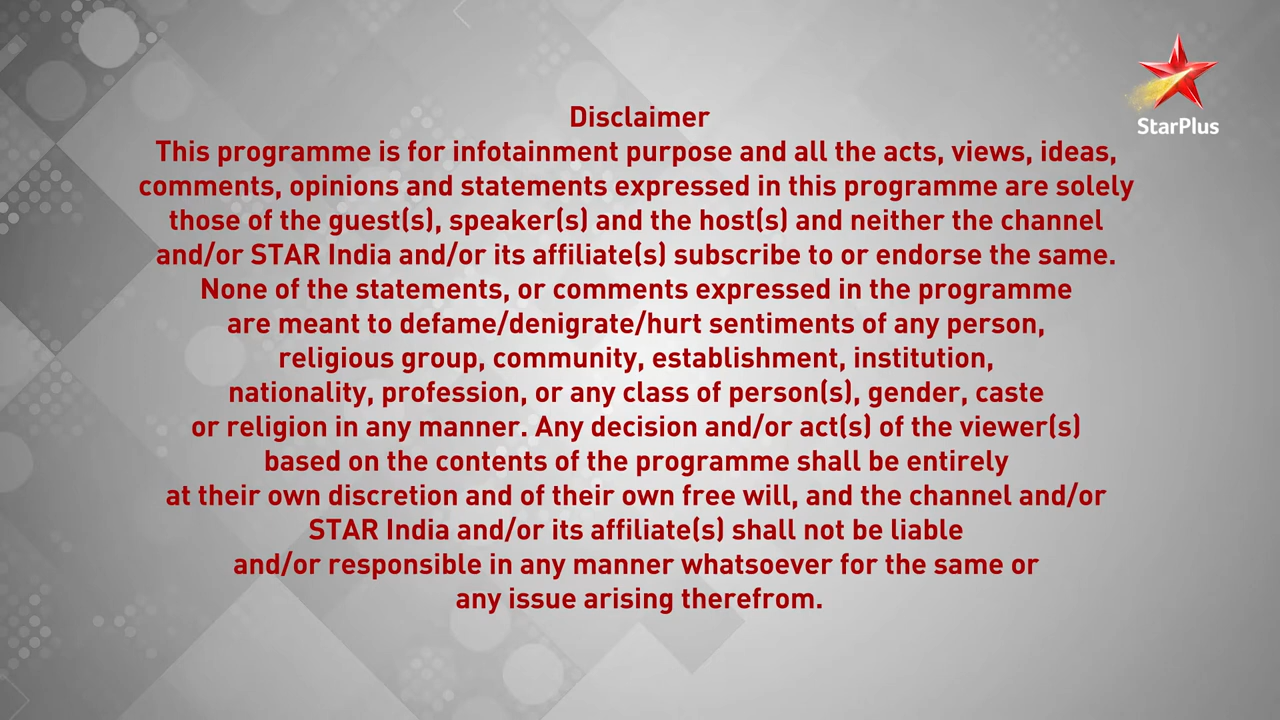 Disclaimer
This programme is for infotainment purpose and all the acts, views, ideas,
comments, opinions and statements expressed in this programme are solely
those of the guest(s), speaker(s) and the host(s) and neither the channel
and/or STAR India and/or its affiliate(s) subscribe to or endorse the same.
None of the statements, or comments expressed in the programme
are meant to defame/denigrate/hurt sentiments of any person,
religious group, community, establishment, institution,
nationality, profession, or any class of person(s), gender, caste
or religion in any manner. Any decision and/or act(s) of the viewer(s)
based on the contents of the programme shall be entirely
at their own discretion and of their own free will, and the channel and/or
STAR India and/or its affiliate(s) shall not be liable
and/or responsible in any manner whatsoever for the same or
any issue arising therefrom.
StarPlus